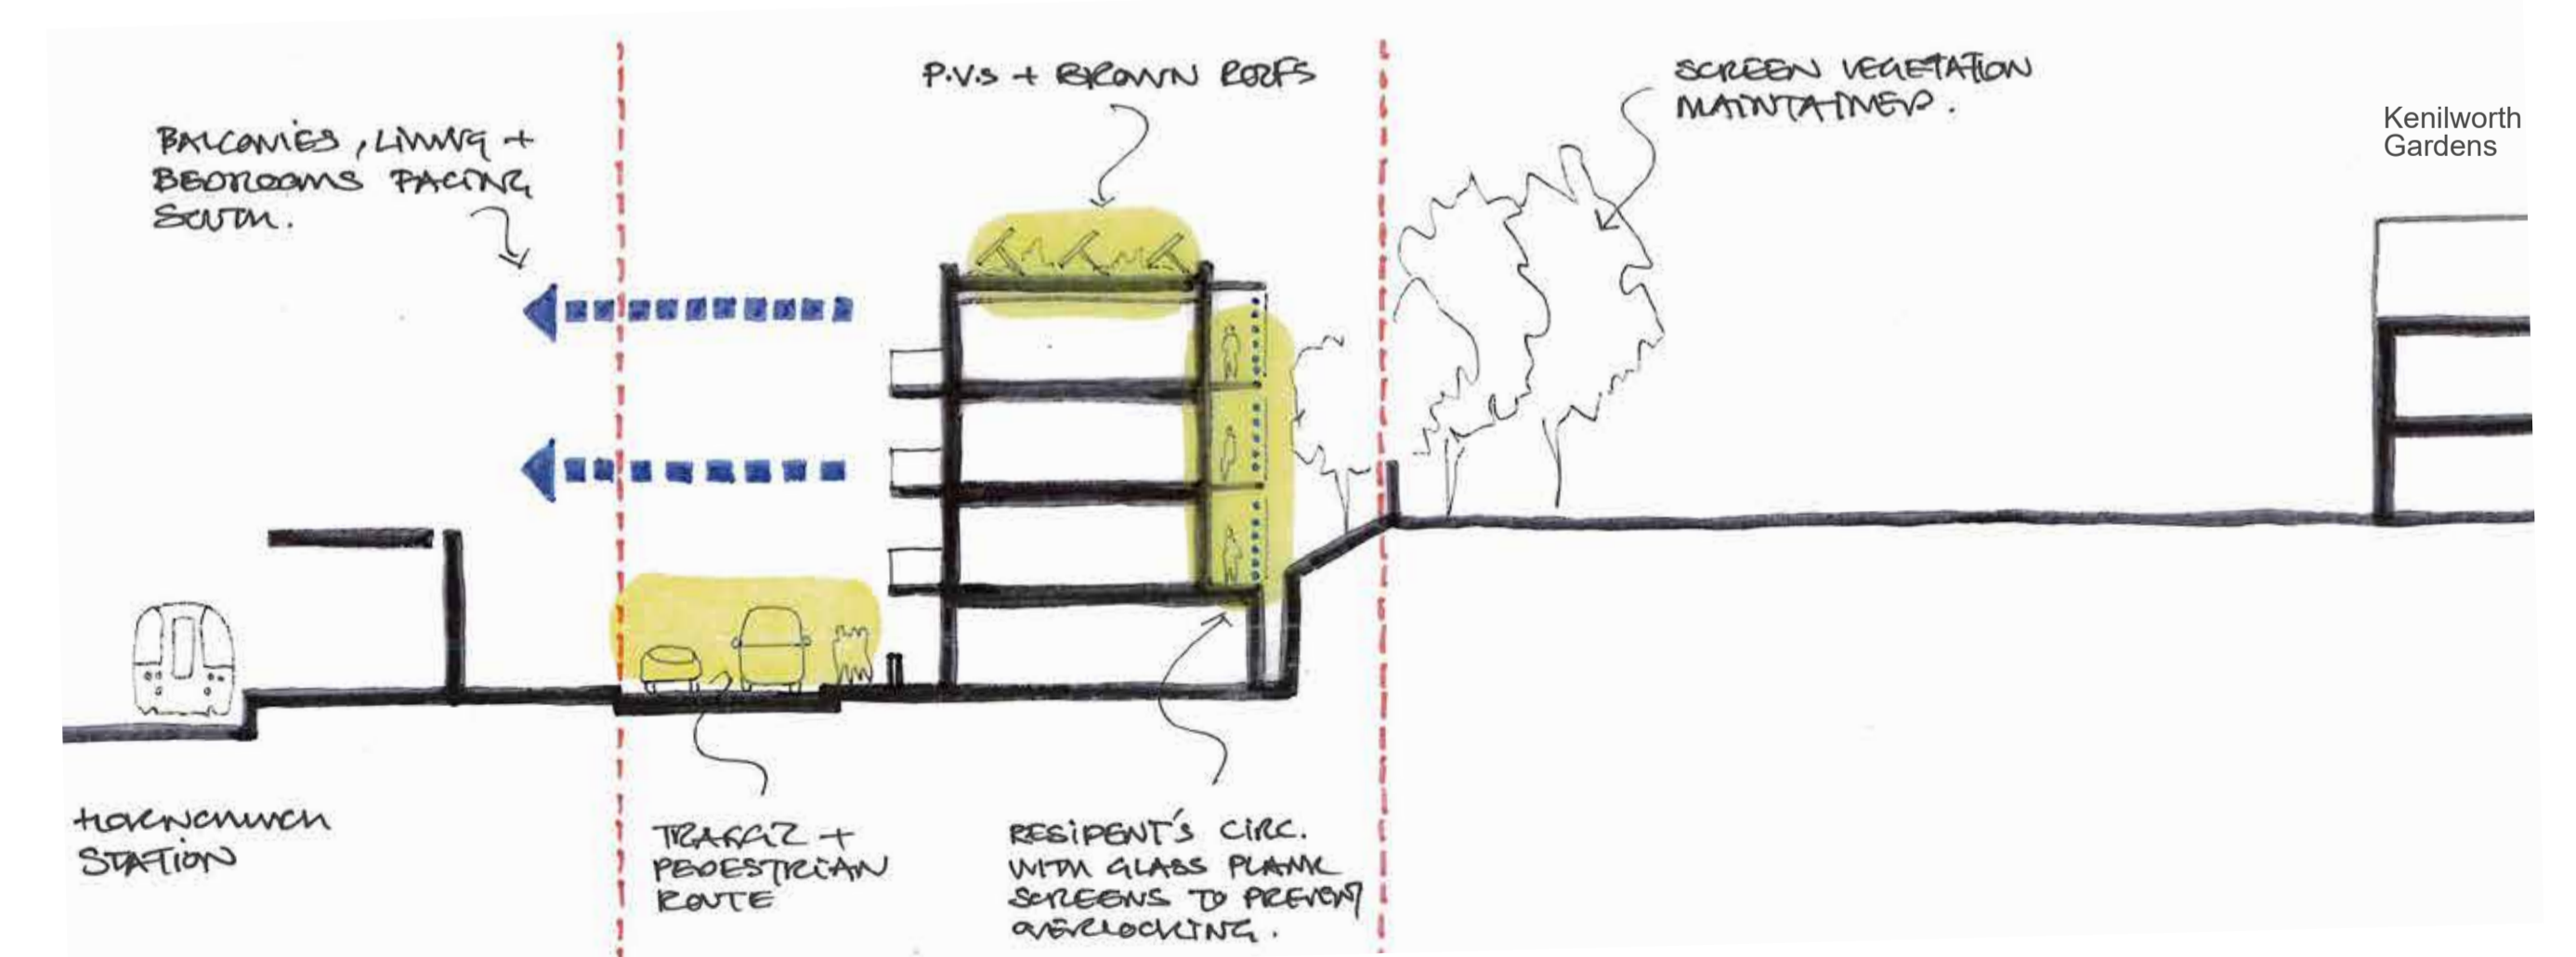 BALCONIES, LIVING +
BEDROOMS FACING
SOUTH.
P.V.s + BROWN ROOFS
SCREEN VEGETATION
MAINTAINED.
Kenilworth
Gardens
HORNCHURCH
STATION
TRAFFIC +
PEDESTRIAN
ROUTE
RESIDENT'S CIRC.
WITH GLASS PLANK
SCREENS TO PREVENT
OVERLOOKING.